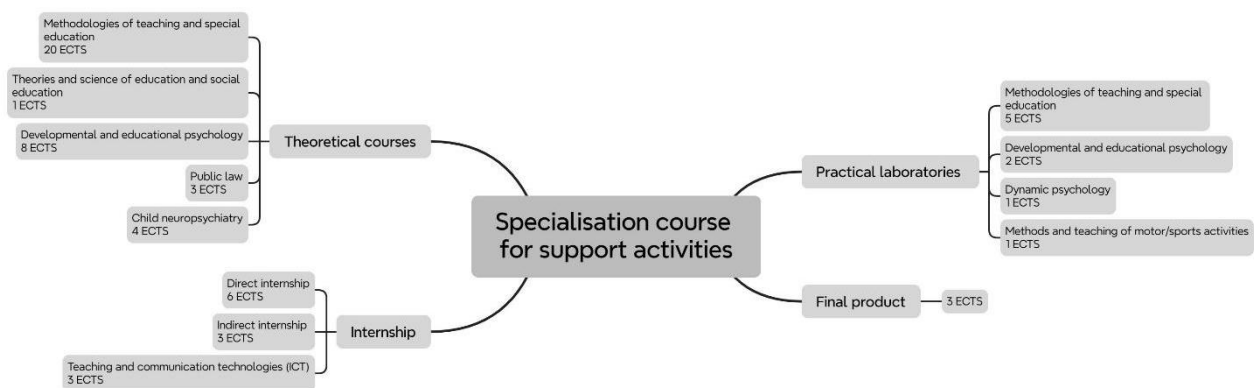 Specialisation course
for support activities
Theoretical courses
Methodologies of teaching and special
education
20 ECTS
Theories and science of education and social
education
1 ECTS
Developmental and educational psychology
8 ECTS
Public law
3 ECTS
Child neuropsychiatry
4 ECTS
Internship
Direct internship
6 ECTS
Indirect internship
3 ECTS
Teaching and communication technologies (ICT)
3 ECTS
Practical laboratories
Methodologies of teaching and special
education
5 ECTS
Developmental and educational psychology
2 ECTS
Dynamic psychology
1 ECTS
Methods and teaching of motor/sports activities
1 ECTS
Final product
3 ECTS